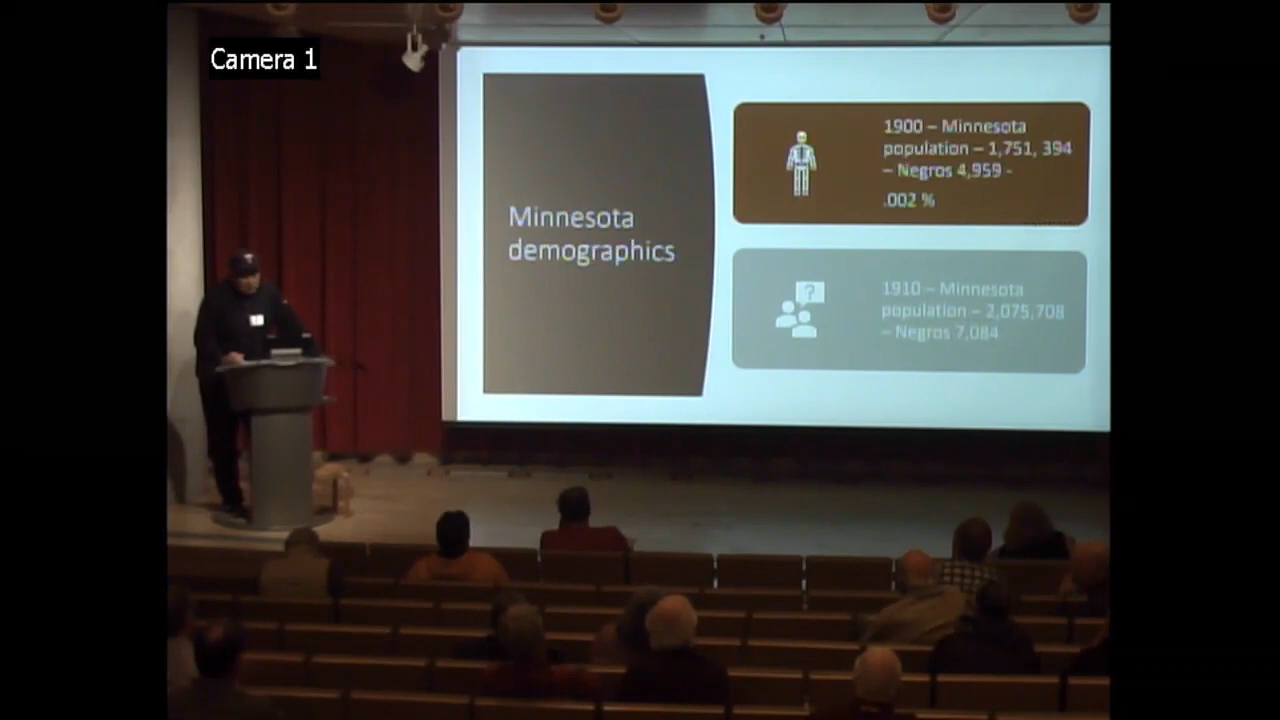 Camera 1
Minnesota
demographics
1900 – Minnesota
population – 1,751, 394
– Negros 4,959 -
.002 %
?
1910 – Minnesota
population – 2,075,708
– Negros 7,084